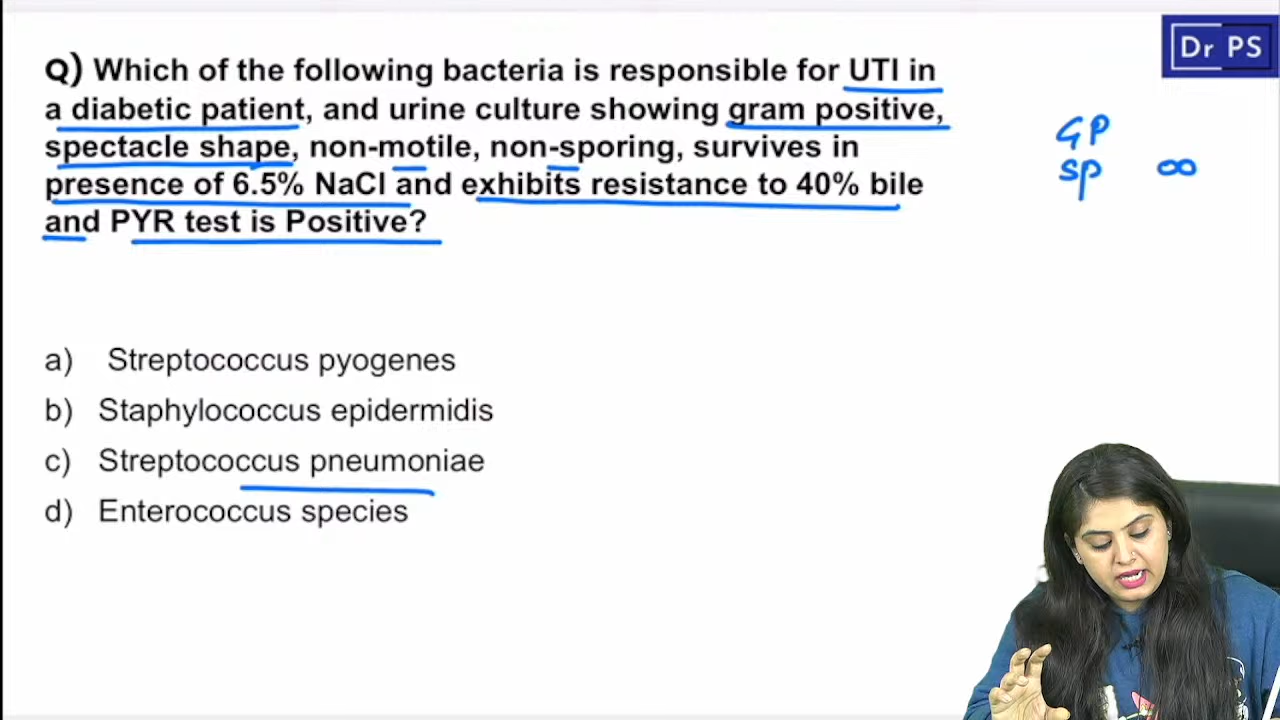 Dr PS
Q) Which of the following bacteria is responsible for UTI in
a diabetic patient, and urine culture showing gram positive,
spectacle shape, non-motile, non-sporing, survives in
presence of 6.5% NaCl and exhibits resistance to 40% bile
and PYR test is Positive?
GP
SP ∞
a) Streptococcus pyogenes
b) Staphylococcus epidermidis
c) Streptococcus pneumoniae
d) Enterococcus species